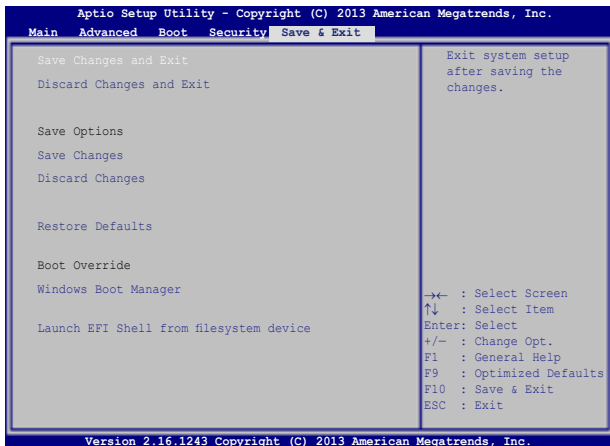 Aptio Setup Utility - Copyright (C) 2013 American Megatrends, Inc.
Main Advanced Boot Security Save & Exit
Save Changes and Exit
Discard Changes and Exit
Save Options
Save Changes
Discard Changes
Restore Defaults
Boot Override
Windows Boot Manager
Launch EFI Shell from filesystem device
Exit system setup
after saving the
changes.
→← : Select Screen
↑↓ : Select Item
Enter: Select
+/— : Change Opt.
F1 : General Help
F9 : Optimized Defaults
F10 : Save & Exit
ESC : Exit
Version 2.16.1243 Copyright (C) 2013 American Megatrends, Inc.